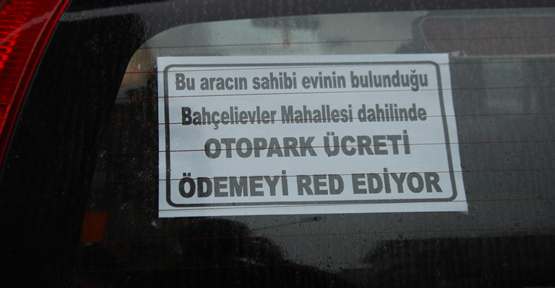 Bu aracın sahibi evinin bulunduğu
Bahçelievler Mahallesi dahilinde
OTOPARK ÜCRETİ
ÖDEMEYİ RED EDİYOR